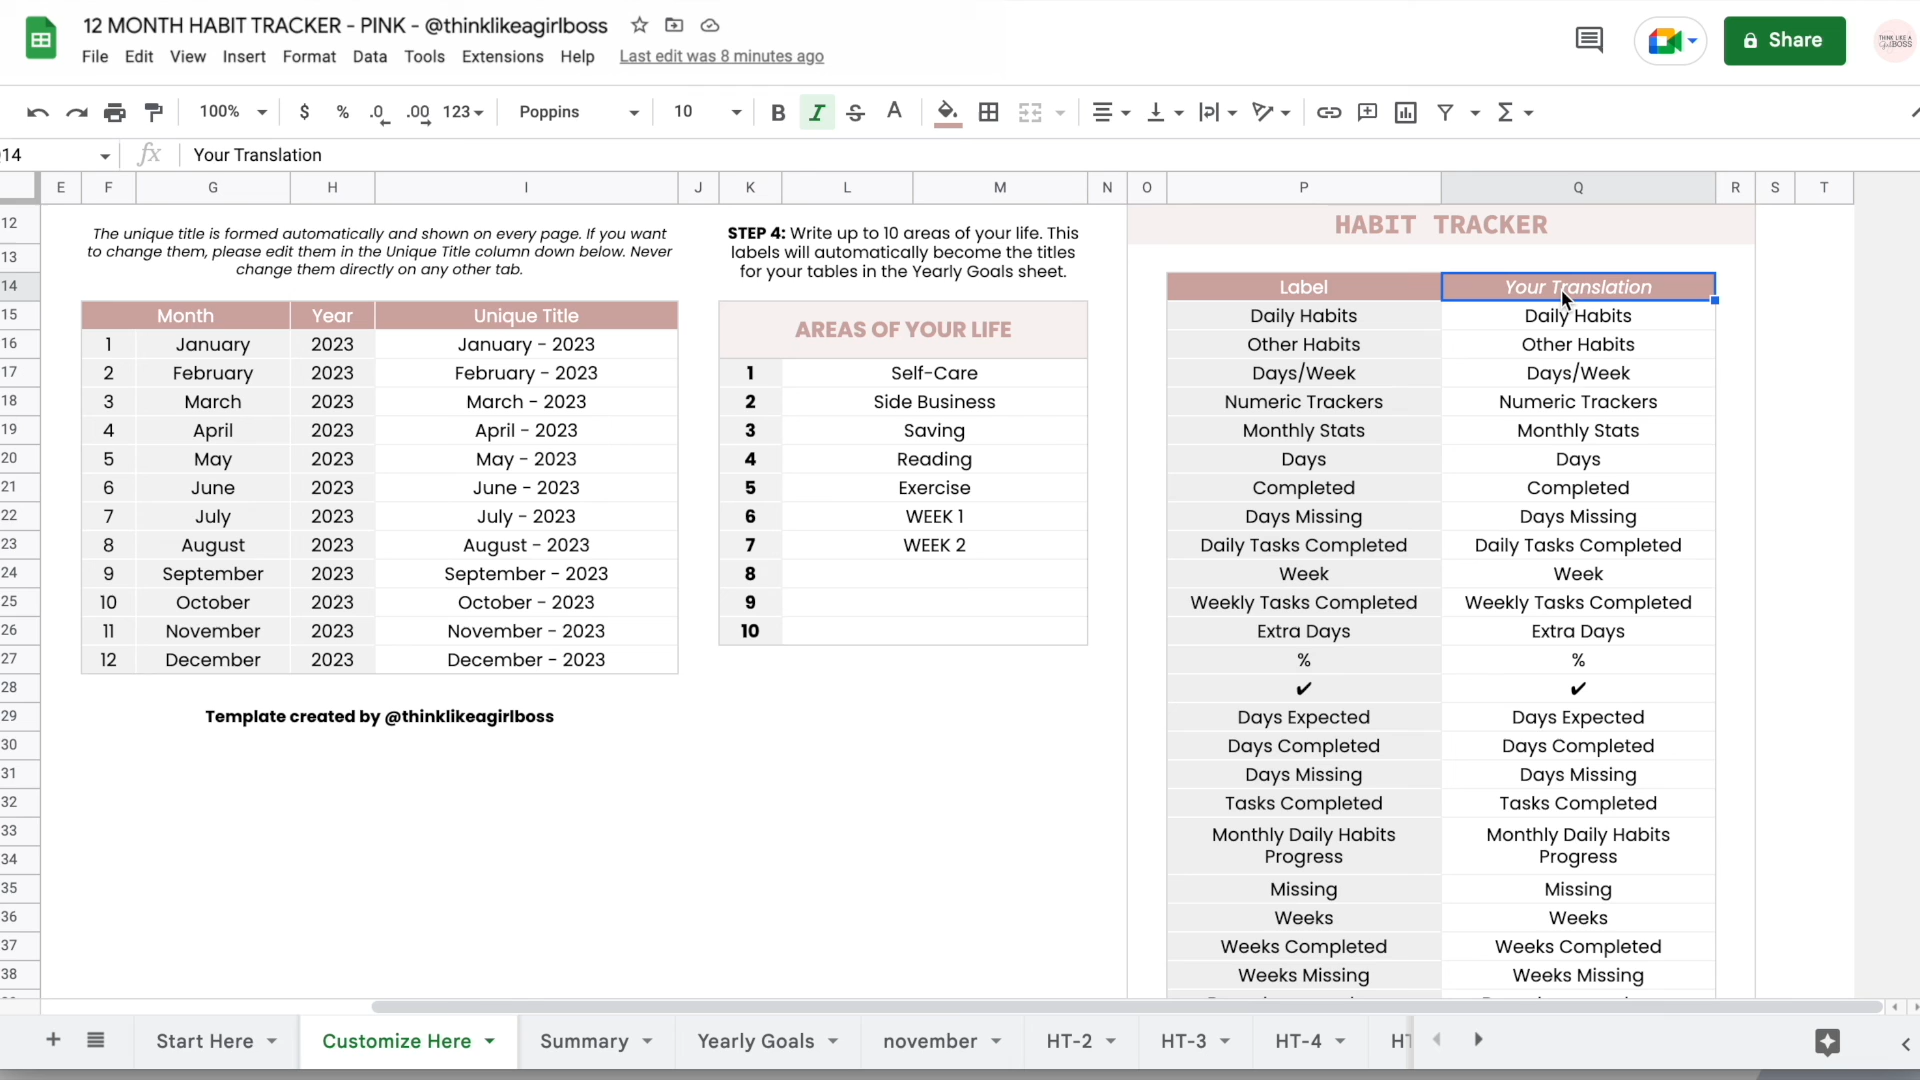 12 MONTH HABIT TRACKER - PINK - @thinklikeagirlboss
File Edit View Insert Format Data Tools Extensions Help Last edit was 8 minutes ago
Share
THINK LIKE A
GirlBOSS
100% $ % .0 .00 123 Poppins 10 B I S A
14 fx Your Translation
E F G H I J K L M N O P Q R S T
12
13
14
15
16
17
18
19
20
21
22
23
24
25
26
27
28
29
30
31
32
33
34
35
36
37
38
The unique title is formed automatically and shown on every page. If you want
to change them, please edit them in the Unique Title column down below. Never
change them directly on any other tab.
Month Year Unique Title
1 January 2023 January - 2023
2 February 2023 February - 2023
3 March 2023 March - 2023
4 April 2023 April - 2023
5 May 2023 May - 2023
6 June 2023 June - 2023
7 July 2023 July - 2023
8 August 2023 August - 2023
9 September 2023 September - 2023
10 October 2023 October - 2023
11 November 2023 November - 2023
12 December 2023 December - 2023
Template created by @thinklikeagirlboss
STEP 4: Write up to 10 areas of your life. This
labels will automatically become the titles
for your tables in the Yearly Goals sheet.
AREAS OF YOUR LIFE
1 Self-Care
2 Side Business
3 Saving
4 Reading
5 Exercise
6 WEEK 1
7 WEEK 2
8
9
10
HABIT TRACKER
Label Your Translation
Daily Habits Daily Habits
Other Habits Other Habits
Days/Week Days/Week
Numeric Trackers Numeric Trackers
Monthly Stats Monthly Stats
Days Days
Completed Completed
Days Missing Days Missing
Daily Tasks Completed Daily Tasks Completed
Week Week
Weekly Tasks Completed Weekly Tasks Completed
Extra Days Extra Days
% %
✔ ✔
Days Expected Days Expected
Days Completed Days Completed
Days Missing Days Missing
Tasks Completed Tasks Completed
Monthly Daily Habits Monthly Daily Habits
Progress Progress
Missing Missing
Weeks Weeks
Weeks Completed Weeks Completed
Weeks Missing Weeks Missing
Start Here Customize Here Summary Yearly Goals november HT-2 HT-3 HT-4 HT